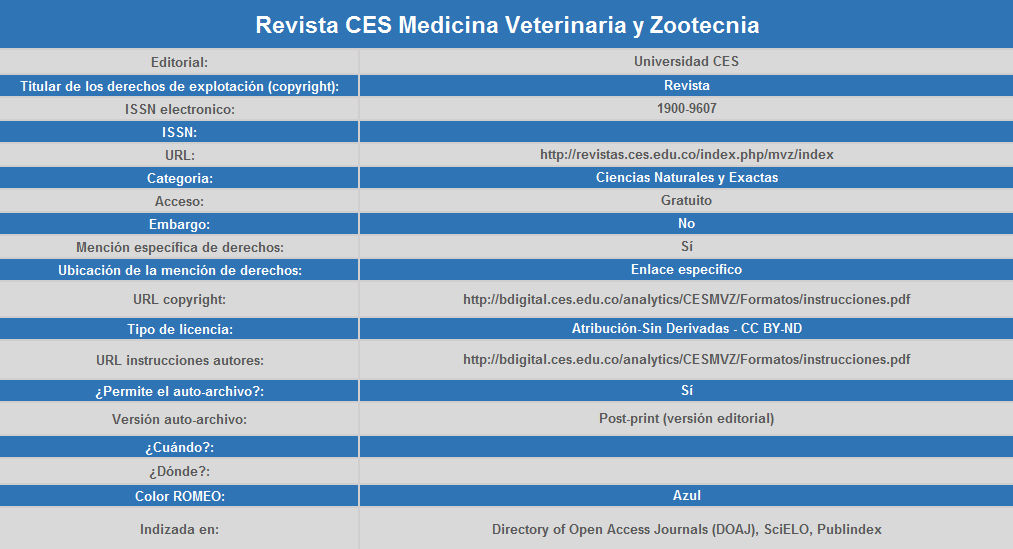 Revista CES Medicina Veterinaria y Zootecnia
Editorial: Universidad CES
Titular de los derechos de explotación (copyright): Revista
ISSN electronico: 1900-9607
ISSN:
URL: http://revistas.ces.edu.co/index.php/mvz/index
Categoria: Ciencias Naturales y Exactas
Acceso: Gratuito
Embargo: No
Mención específica de derechos: Sí
Ubicación de la mención de derechos: Enlace especifico
URL copyright: http://bdigital.ces.edu.co/analytics/CESMVZ/Formatos/instrucciones.pdf
Tipo de licencia: Atribución-Sin Derivadas - CC BY-ND
URL instrucciones autores: http://bdigital.ces.edu.co/analytics/CESMVZ/Formatos/instrucciones.pdf
¿Permite el auto-archivo?: Sí
Versión auto-archivo: Post-print (versión editorial)
¿Cuándo?:
¿Dónde?:
Color ROMEO: Azul
Indizada en: Directory of Open Access Journals (DOAJ), SciELO, Publindex